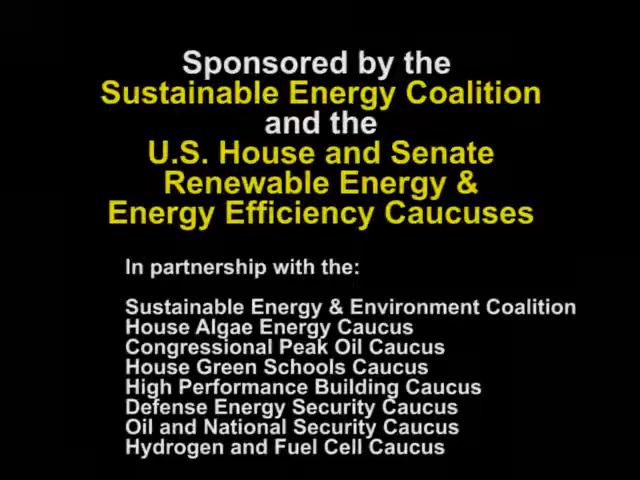 Sponsored by the
Sustainable Energy Coalition
and the
U.S. House and Senate
Renewable Energy &
Energy Efficiency Caucuses
In partnership with the:
Sustainable Energy & Environment Coalition
House Algae Energy Caucus
Congressional Peak Oil Caucus
House Green Schools Caucus
High Performance Building Caucus
Defense Energy Security Caucus
Oil and National Security Caucus
Hydrogen and Fuel Cell Caucus